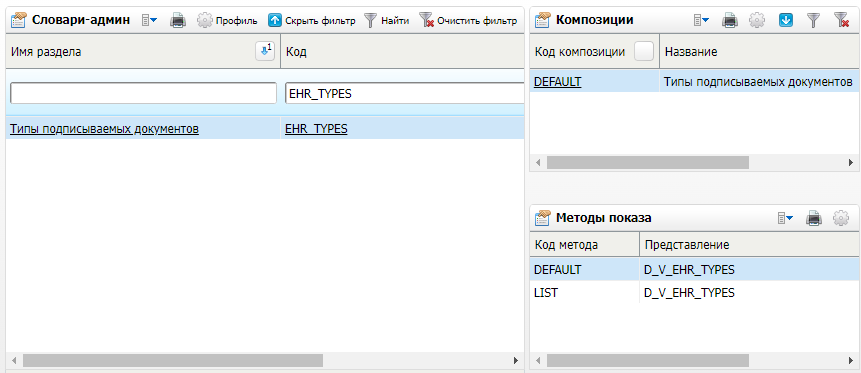 Словари-админ Профиль Скрыть фильтр Найти Очистить фильтр
Имя раздела 1 Код
EHR_TYPES
Типы подписываемых документов EHR_TYPES
Композиции
Код композиции Название
DEFAULT Типы подписываемых документов
Методы показа
Код метода Представление
DEFAULT D_V_EHR_TYPES
LIST D_V_EHR_TYPES